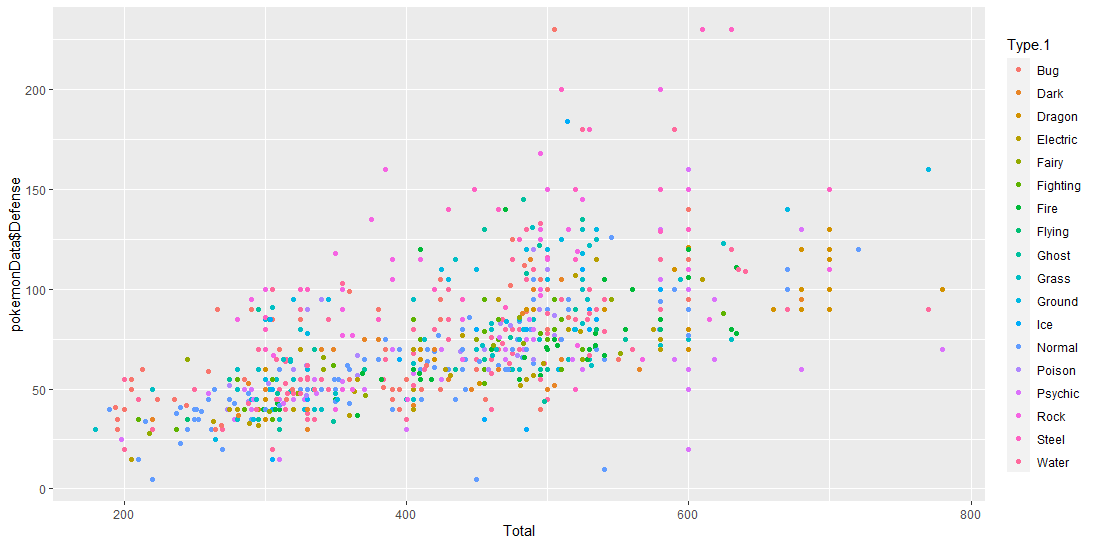 pokemonData$Defense
200
150
100
50
0
200
400
600
800
Total
Type.1
Bug
Dark
Dragon
Electric
Fairy
Fighting
Fire
Flying
Ghost
Grass
Ground
Ice
Normal
Poison
Psychic
Rock
Steel
Water